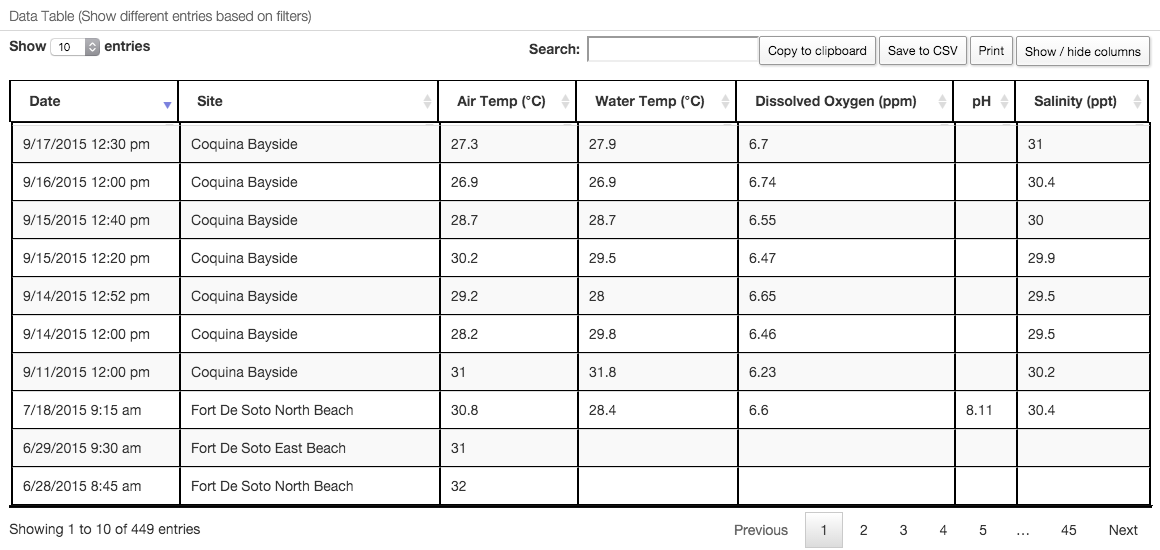 Data Table (Show different entries based on filters)
Show 10 entries Search: Copy to clipboard Save to CSV Print Show / hide columns
Date Site Air Temp (°C) Water Temp (°C) Dissolved Oxygen (ppm) pH Salinity (ppt)
9/17/2015 12:30 pm Coquina Bayside 27.3 27.9 6.7 31
9/16/2015 12:00 pm Coquina Bayside 26.9 26.9 6.74 30.4
9/15/2015 12:40 pm Coquina Bayside 28.7 28.7 6.55 30
9/15/2015 12:20 pm Coquina Bayside 30.2 29.5 6.47 29.9
9/14/2015 12:52 pm Coquina Bayside 29.2 28 6.65 29.5
9/14/2015 12:00 pm Coquina Bayside 28.2 29.8 6.46 29.5
9/11/2015 12:00 pm Coquina Bayside 31 31.8 6.23 30.2
7/18/2015 9:15 am Fort De Soto North Beach 30.8 28.4 6.6 8.11 30.4
6/29/2015 9:30 am Fort De Soto East Beach 31
6/28/2015 8:45 am Fort De Soto North Beach 32
Showing 1 to 10 of 449 entries Previous 1 2 3 4 5 ... 45 Next